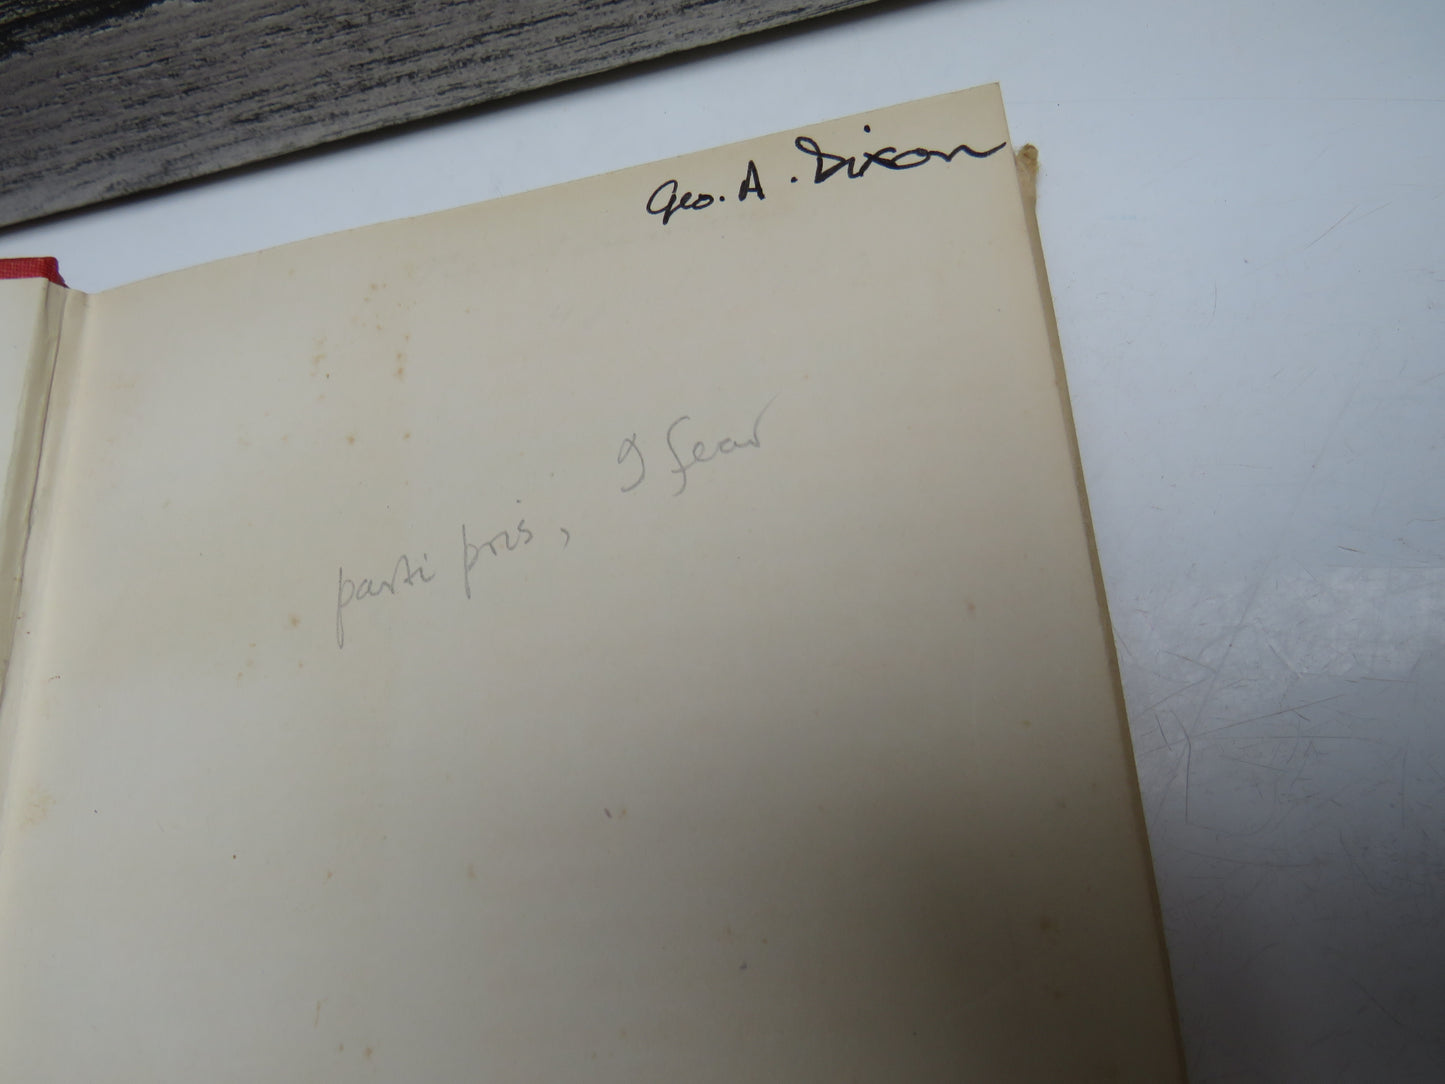 Geo. A. Dixon
parti pris, I fear